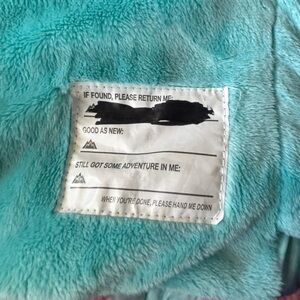 IF FOUND, PLEASE RETURN ME:
GOOD AS NEW:
STILL GOT SOME ADVENTURE IN ME:
WHEN YOU'RE DONE, PLEASE HAND ME DOWN